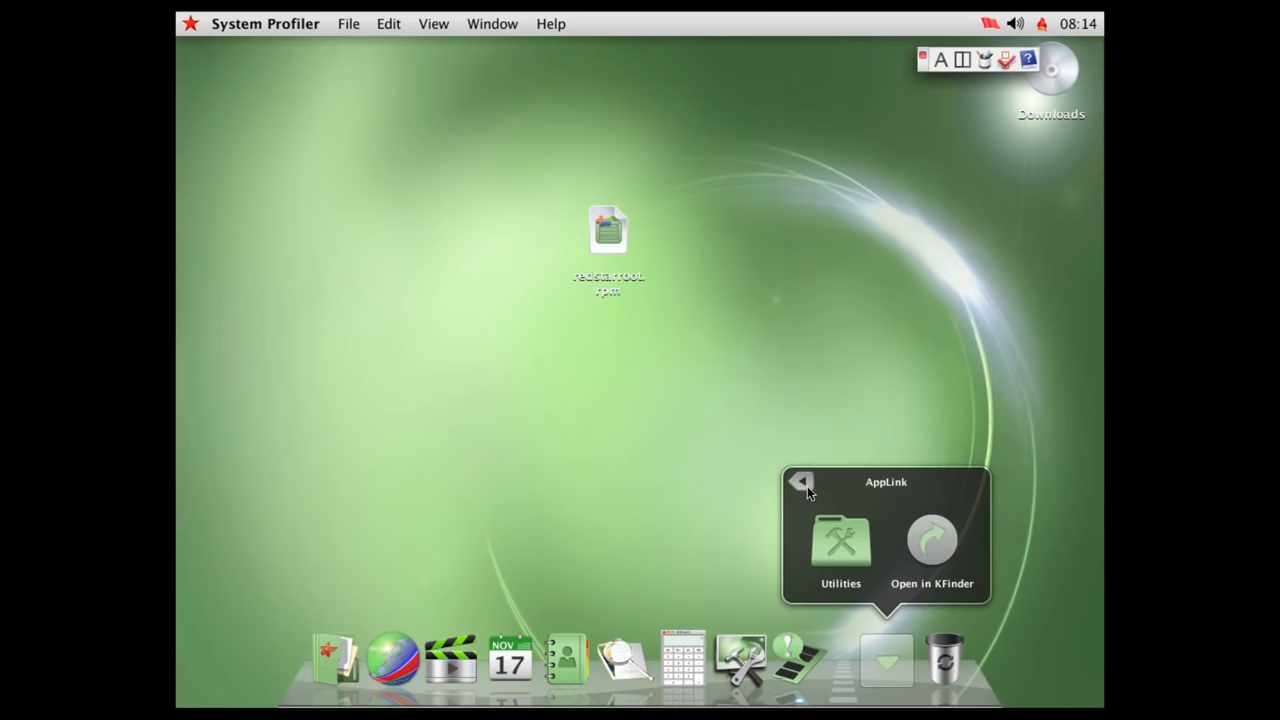 System Profiler File Edit View Window Help 08:14
A
?
Downloads
redstarroot.
rpm
AppLink
Utilities Open in KFinder
NOV
17